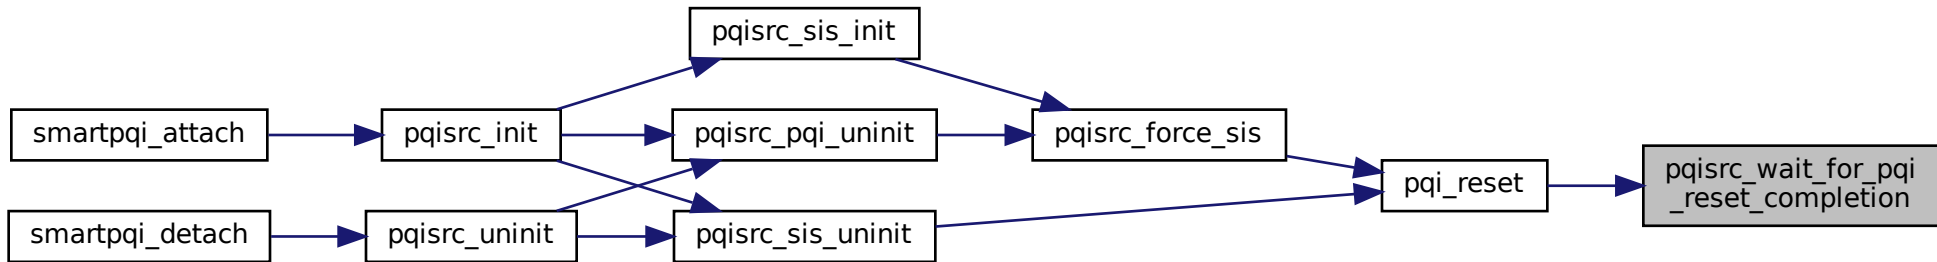 pqisrc_sis_init
smartpqi_attach
pqisrc_init
pqisrc_pqi_uninit
pqisrc_force_sis
pqi_reset
pqisrc_wait_for_pqi
_reset_completion
smartpqi_detach
pqisrc_uninit
pqisrc_sis_uninit